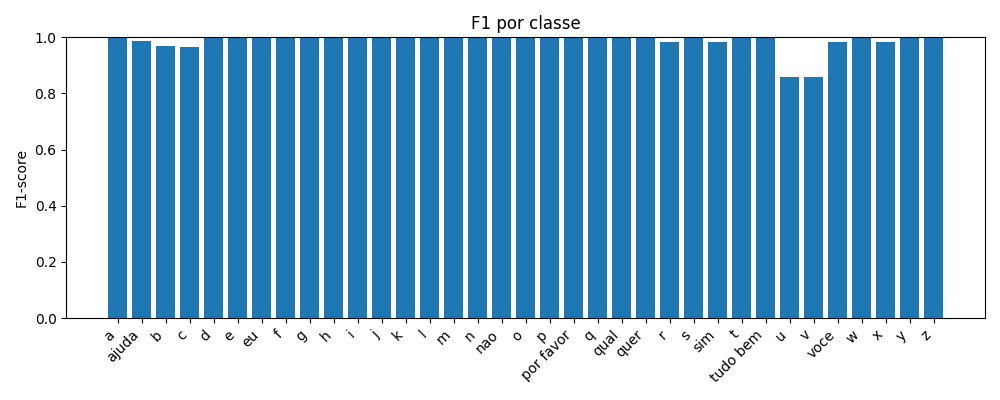 F1 por classe
F1-score
1.0
0.8
0.6
0.4
0.2
0.0
a
ajuda
b
c
d
e
eu
f
g
h
i
j
k
l
m
n
nao
o
p
por favor
q
qual
quer
r
s
sim
t
tudo bem
u
v
voce
w
x
y
z